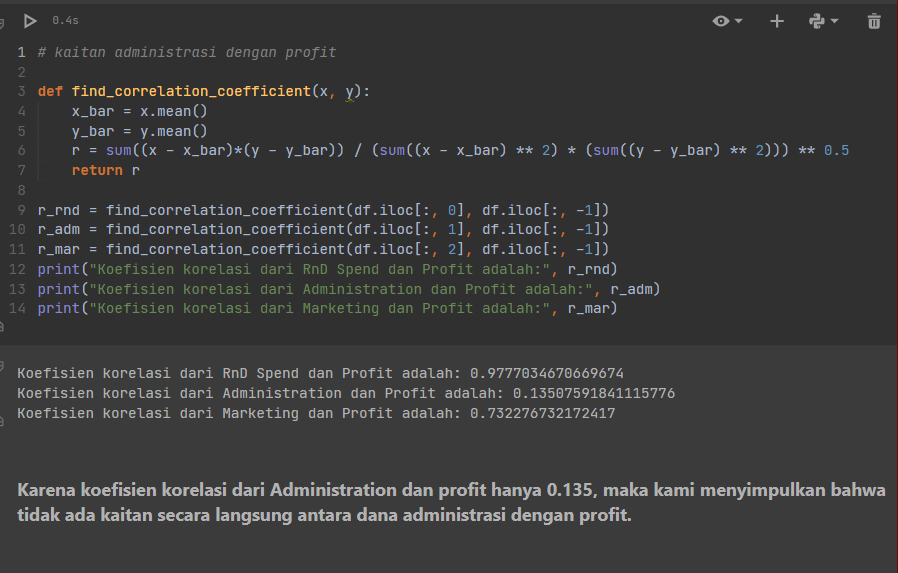 0.4s
1 # kaitan administrasi dengan profit
2
3 def find_correlation_coefficient(x, y):
4     x_bar = x.mean()
5     y_bar = y.mean()
6     r = sum((x - x_bar)*(y - y_bar)) / (sum((x - x_bar) ** 2) * (sum((y - y_bar) ** 2))) ** 0.5
7     return r
8
9 r_rnd = find_correlation_coefficient(df.iloc[:, 0], df.iloc[:, -1])
10 r_adm = find_correlation_coefficient(df.iloc[:, 1], df.iloc[:, -1])
11 r_mar = find_correlation_coefficient(df.iloc[:, 2], df.iloc[:, -1])
12 print("Koefisien korelasi dari RnD Spend dan Profit adalah:", r_rnd)
13 print("Koefisien korelasi dari Administration dan Profit adalah:", r_adm)
14 print("Koefisien korelasi dari Marketing dan Profit adalah:", r_mar)
Koefisien korelasi dari RnD Spend dan Profit adalah: 0.9777034670669674
Koefisien korelasi dari Administration dan Profit adalah: 0.13507591841115776
Koefisien korelasi dari Marketing dan Profit adalah: 0.732276732172417
Karena koefisien korelasi dari Administration dan profit hanya 0.135, maka kami menyimpulkan bahwa
tidak ada kaitan secara langsung antara dana administrasi dengan profit.